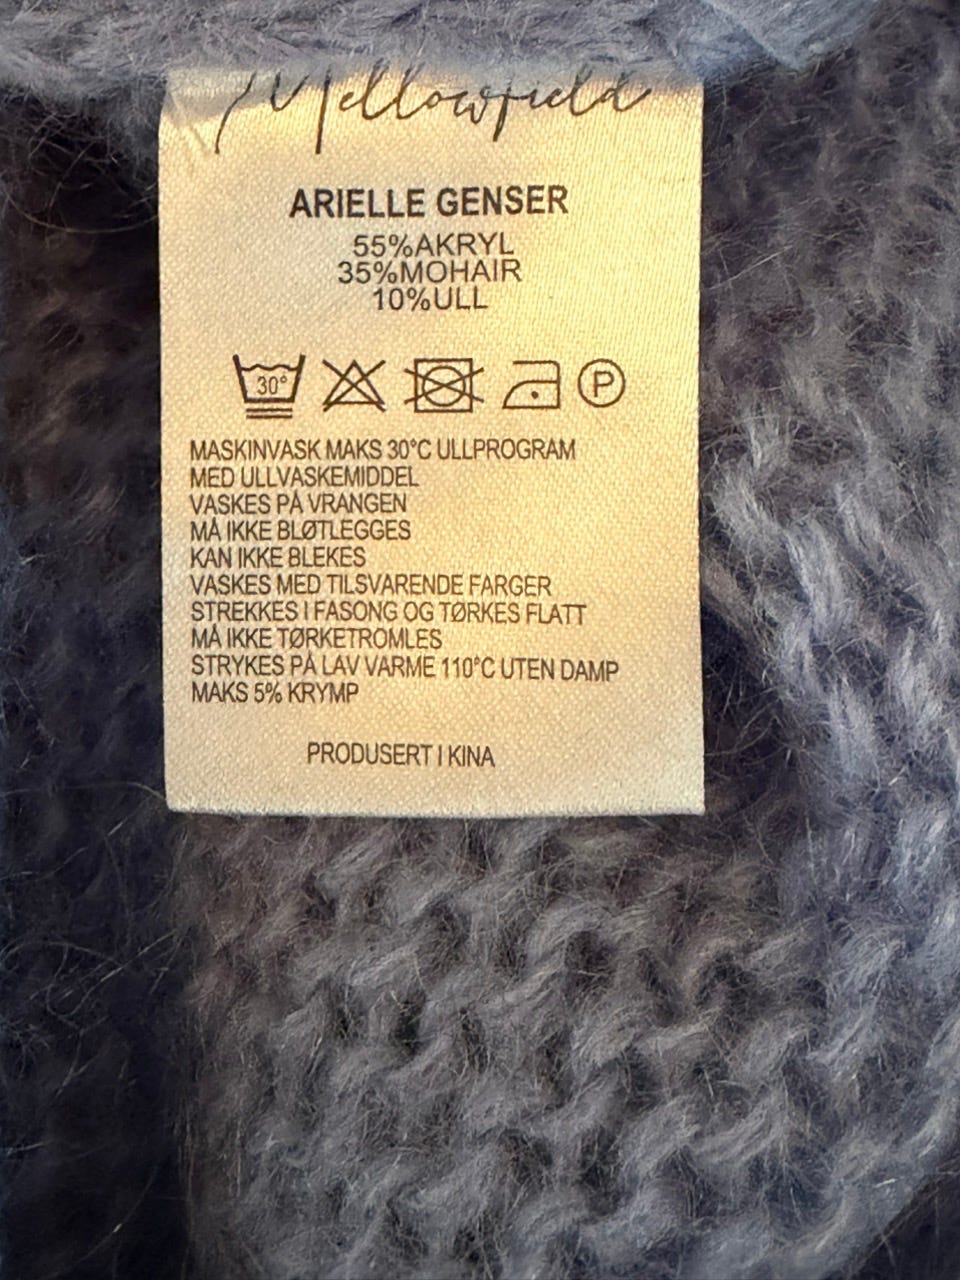 Mellowfield
ARIELLE GENSER
55%AKRYL
35%MOHAIR
10%ULL
30°
P
MASKINVASK MAKS 30°C ULLPROGRAM
MED ULLVASKEMIDDEL
VASKES PÅ VRANGEN
MÅ IKKE BLØTLEGGES
KAN IKKE BLEKES
VASKES MED TILSVARENDE FARGER
STREKKES I FASONG OG TØRKES FLATT
MÅ IKKE TØRKETROMLES
STRYKES PÅ LAV VARME 110°C UTEN DAMP
MAKS 5% KRYMP
PRODUSERT I KINA